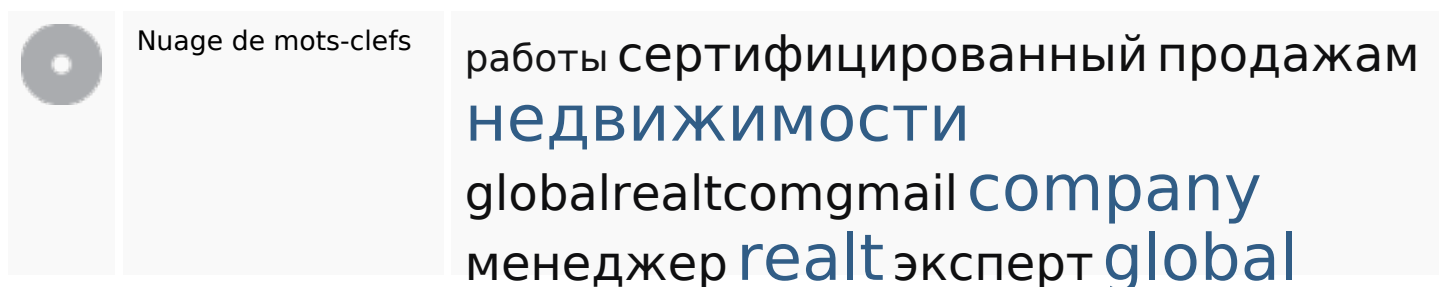 Nuage de mots-clefs
работы сертифицированный продажам
недвижимости
globalrealtcomgmail company
менеджер realt эксперт global